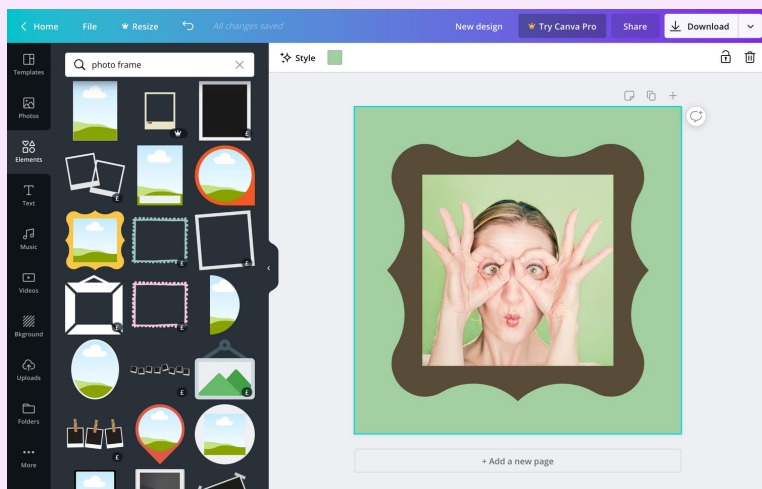 Home File Resize All changes saved New design Try Canva Pro Share Download
Templates
Photos
Elements
Text
Music
Videos
Bkground
Uploads
Folders
More
photo frame
£
£
£
£
£
£
£
£
£
£
Style
+ Add a new page